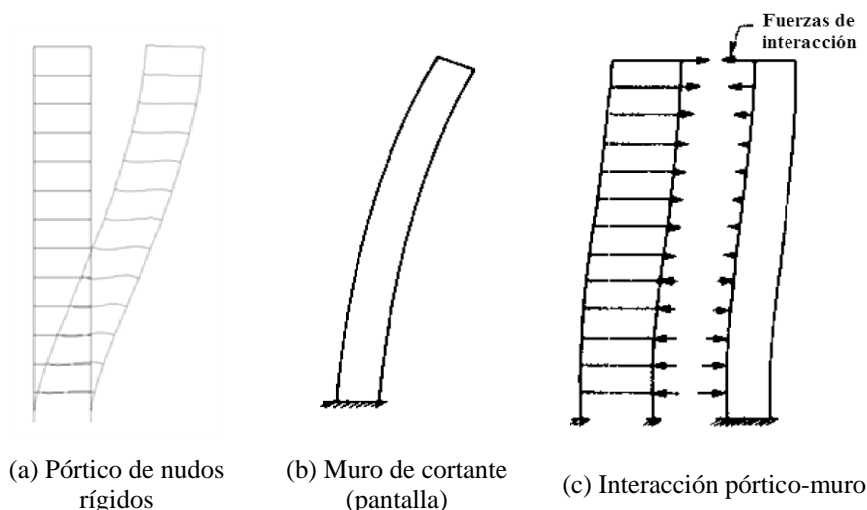 Fuerzas de
interacción
(a) Pórtico de nudos
rígidos
(b) Muro de cortante
(pantalla)
(c) Interacción pórtico-muro